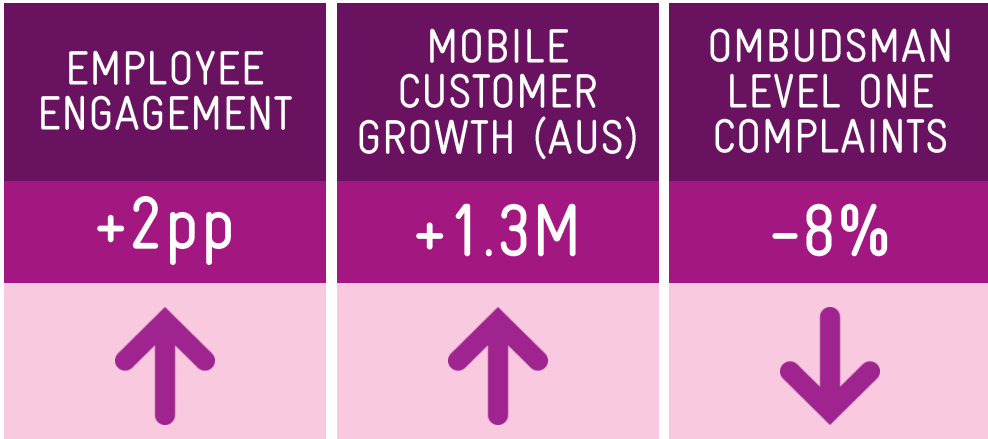 EMPLOYEE
ENGAGEMENT
+2pp
MOBILE
CUSTOMER
GROWTH (AUS)
+1.3M
OMBUDSMAN
LEVEL ONE
COMPLAINTS
-8%